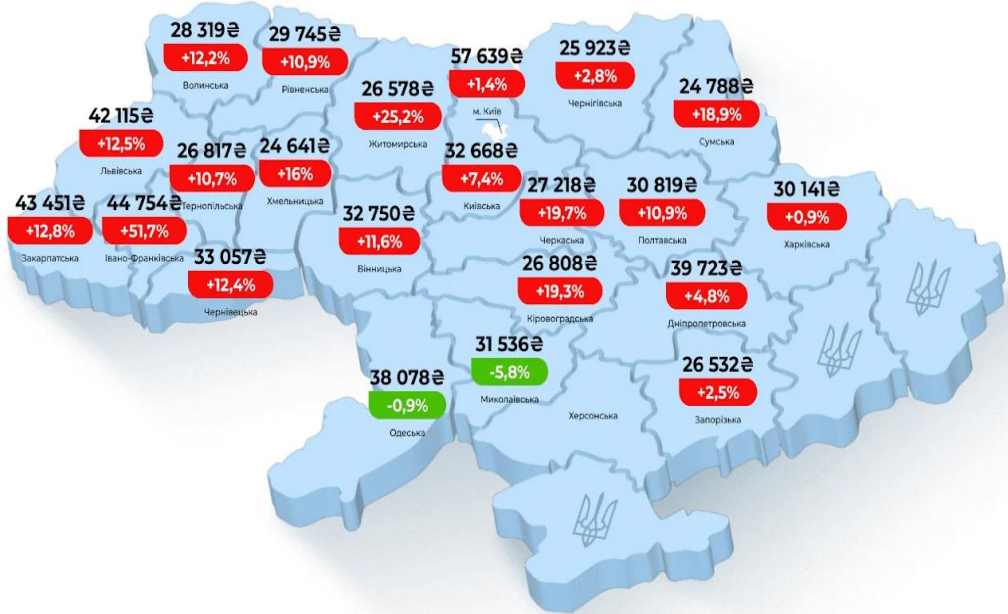 28 319₴
+12,2%
Волинська
29 745₴
+10,9%
Рівненська
57 639₴
+1,4%
м. Київ
25 923₴
+2,8%
Чернігівська
24 788₴
+18,9%
Сумська
26 578₴
+25,2%
Житомирська
42 115₴
+12,5%
Львівська
26 817₴
+10,7%
Тернопільська
24 641₴
+16%
Хмельницька
32 668₴
+7,4%
Київська
43 451₴
+12,8%
Закарпатська
44 754₴
+51,7%
Івано-Франківська
32 750₴
+11,6%
Вінницька
27 218₴
+19,7%
Черкаська
30 819₴
+10,9%
Полтавська
30 141₴
+0,9%
Харківська
33 057₴
+12,4%
Чернівецька
26 808₴
+19,3%
Кіровоградська
39 723₴
+4,8%
Дніпропетровська
31 536₴
-5,8%
Миколаївська
38 078₴
-0,9%
Одеська
Херсонська
26 532₴
+2,5%
Запорізька